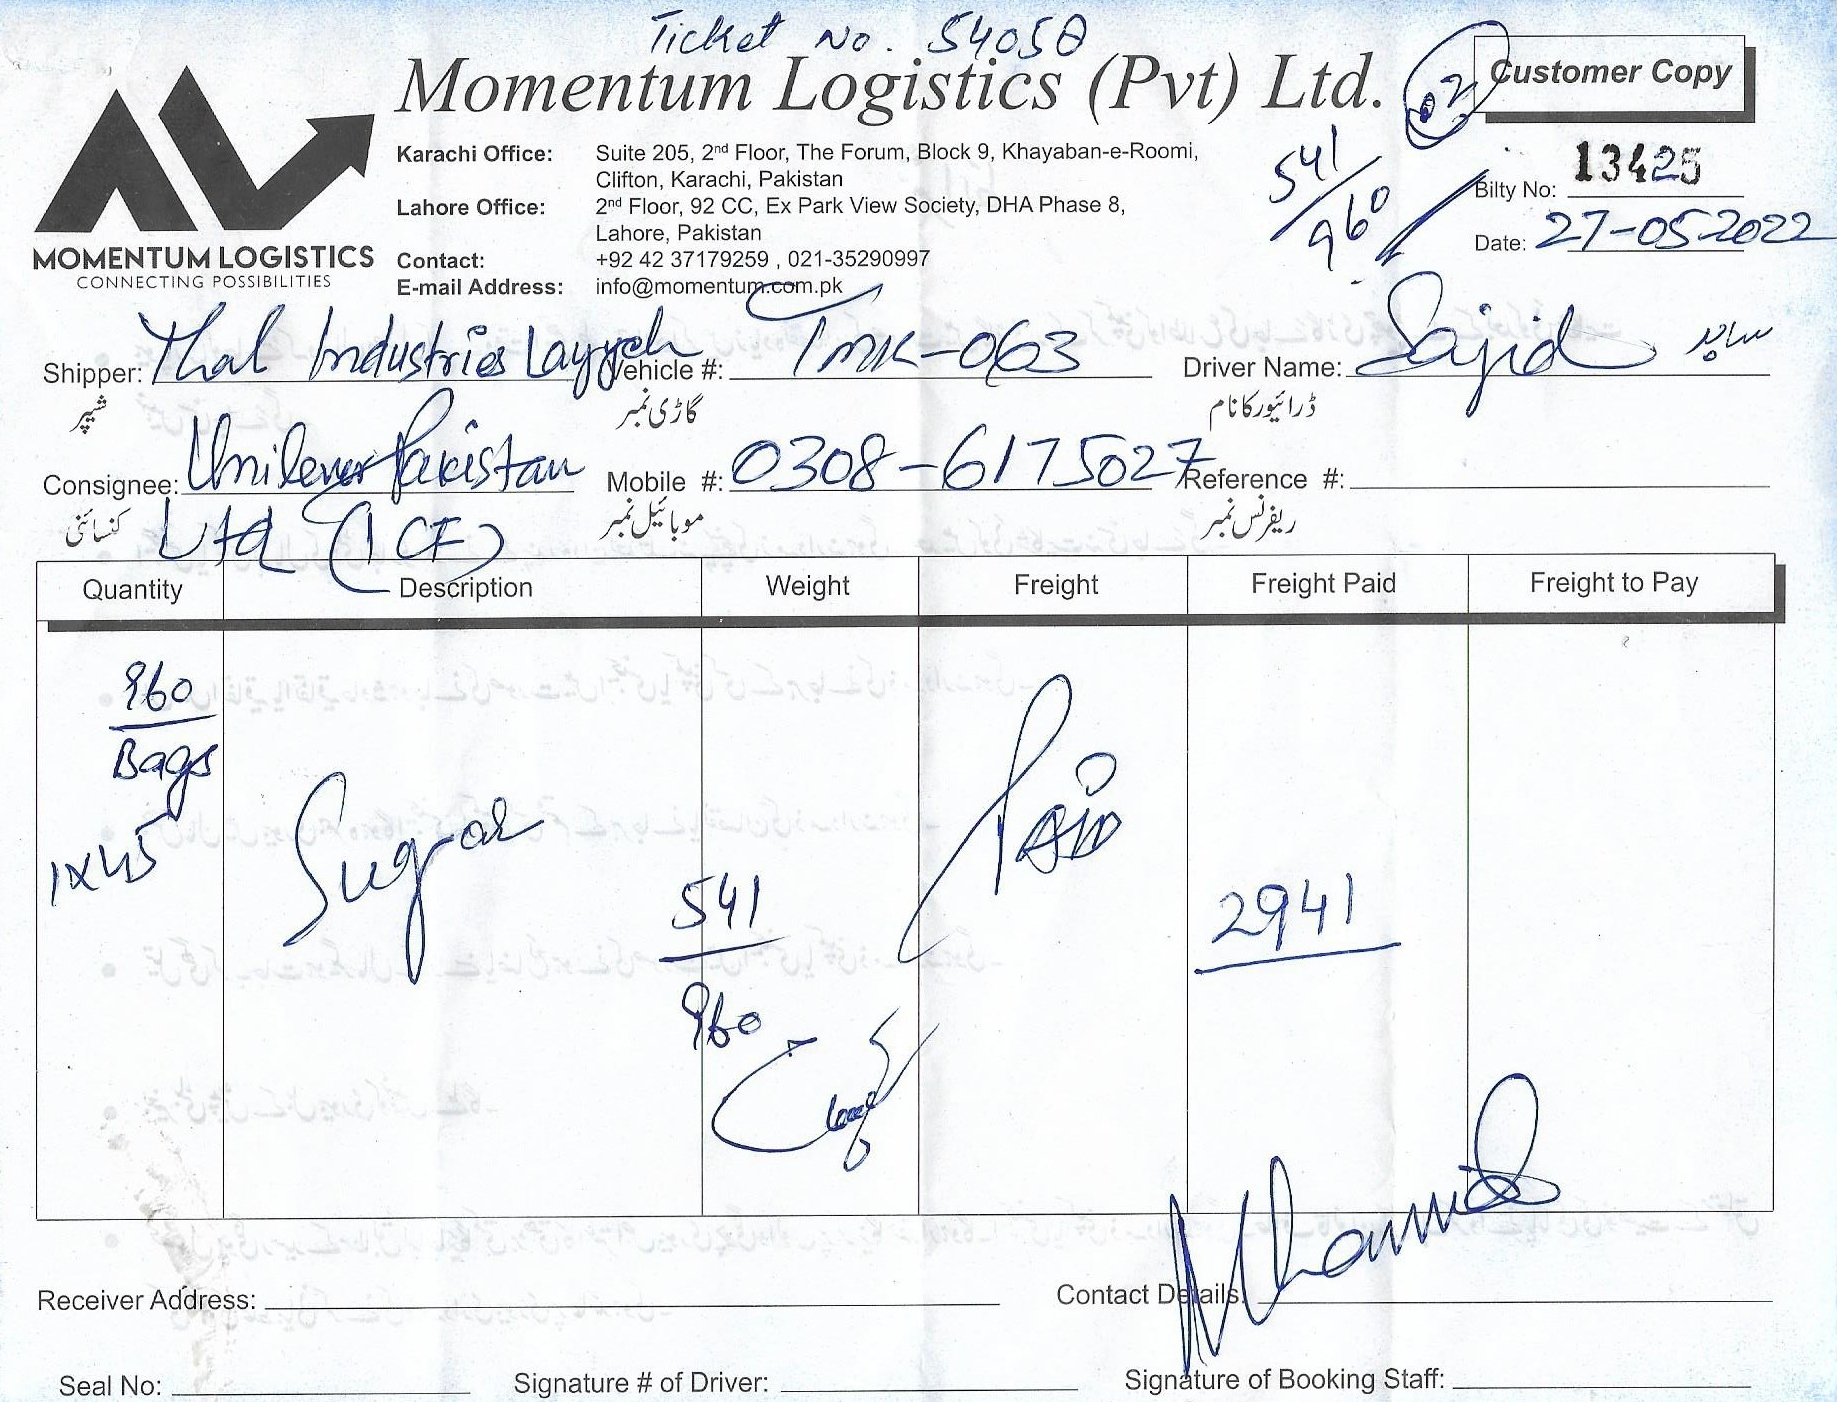 Ticket No. 54058
Momentum Logistics (Pvt) Ltd.
Customer Copy
02
541/960
MOMENTUM LOGISTICS
CONNECTING POSSIBILITIES
Karachi Office: Suite 205, 2nd Floor, The Forum, Block 9, Khayaban-e-Roomi,
Clifton, Karachi, Pakistan
Lahore Office: 2nd Floor, 92 CC, Ex Park View Society, DHA Phase 8,
Lahore, Pakistan
Contact: +92 42 37179259 , 021-35290997
E-mail Address: info@momentum.com.pk
Bilty No: 13425
Date: 27-05-2022
Shipper: Thal Industries Layyah Vehicle #: TMK-063 Driver Name: Sajid ساجد
شپر گاڑی نمبر ڈرائیور کا نام
Consignee: Unilever Pakistan Mobile #: 0308-6175027 Reference #:
کنسائنی Ltd (ICF) موبائیل نمبر ریفرنس نمبر
Quantity Description Weight Freight Freight Paid Freight to Pay
960
Bags
1x45
Sugar
541
960
Paid
2941
Receiver Address: Contact Details:
Seal No: Signature # of Driver: Signature of Booking Staff: